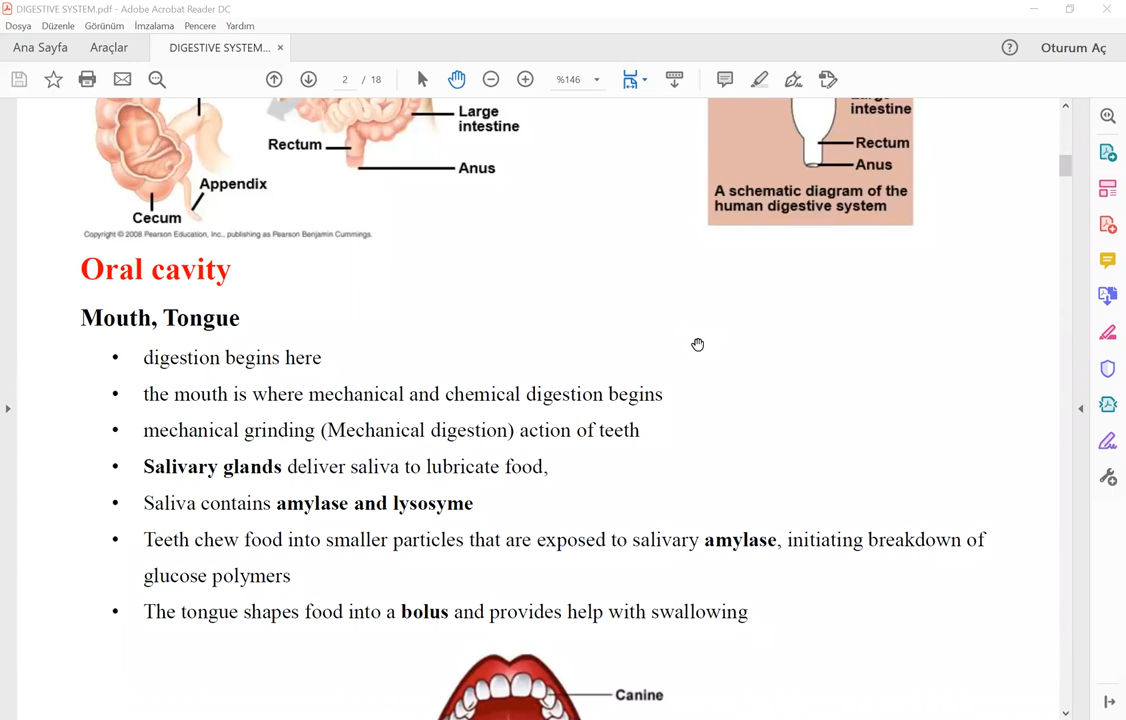 DIGESTIVE SYSTEM.pdf - Adobe Acrobat Reader DC
Dosya Düzenle Görünüm İmzalama Pencere Yardım
Ana Sayfa Araçlar DIGESTIVE SYSTEM... × Oturum Aç
2 / 18 %146
Large
intestine
Rectum
Anus
Appendix
Cecum
intestine
Rectum
Anus
A schematic diagram of the
human digestive system
Copyright © 2008 Pearson Education, Inc., publishing as Pearson Benjamin Cummings.
Oral cavity
Mouth, Tongue
• digestion begins here
• the mouth is where mechanical and chemical digestion begins
• mechanical grinding (Mechanical digestion) action of teeth
• Salivary glands deliver saliva to lubricate food,
• Saliva contains amylase and lysosyme
• Teeth chew food into smaller particles that are exposed to salivary amylase, initiating breakdown of
glucose polymers
• The tongue shapes food into a bolus and provides help with swallowing
Canine